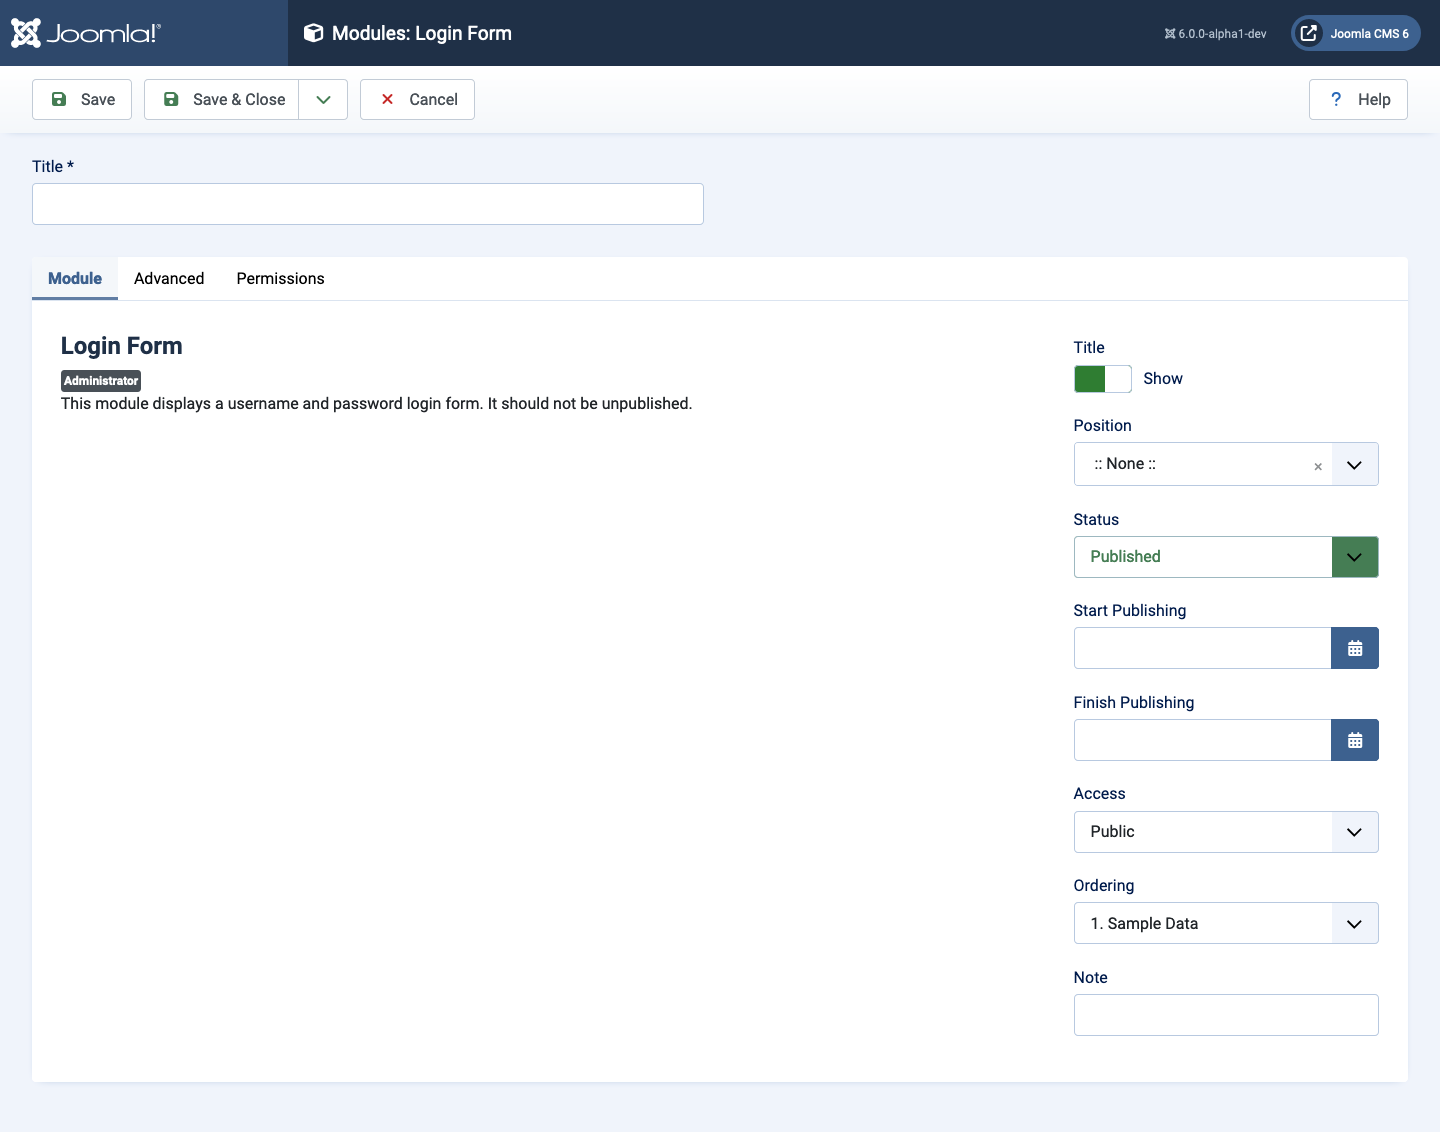 Joomla!®
Modules: Login Form
6.0.0-alpha1-dev
Joomla CMS 6
Save
Save & Close
Cancel
? Help
Title *
Module
Advanced
Permissions
Login Form
Administrator
This module displays a username and password login form. It should not be unpublished.
Title
Show
Position
:: None ::
Status
Published
Start Publishing
Finish Publishing
Access
Public
Ordering
1. Sample Data
Note